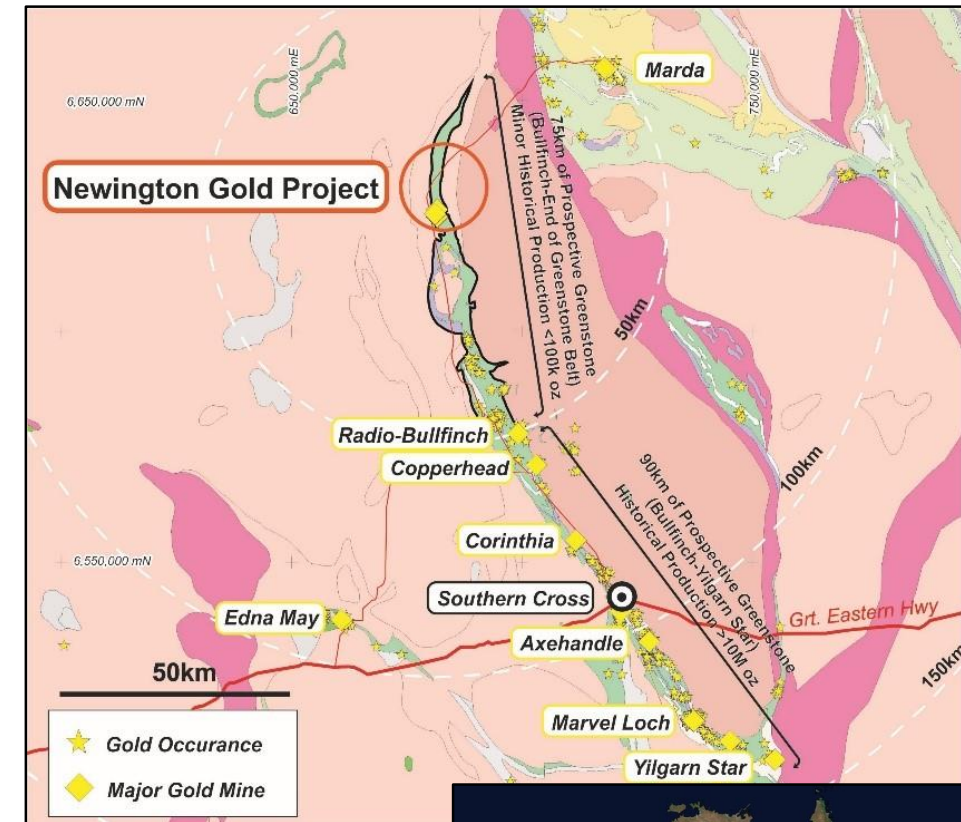 Marda
6,650,000 mN
650,000 mE
750,000 mE
Newington Gold Project
75km of Prospective Greenstone
(Bullfinch-End of Greenstone Belt)
Minor Historical Production <100k oz
50km
Radio-Bullfinch
Copperhead
100km
90km of Prospective Greenstone
(Bullfinch-Yilgarn Star)
Historical Production >10M oz
Corinthia
6,550,000 mN
Southern Cross
Edna May
Grt. Eastern Hwy
Axehandle
150km
50km
Marvel Loch
Yilgarn Star
Gold Occurance
Major Gold Mine